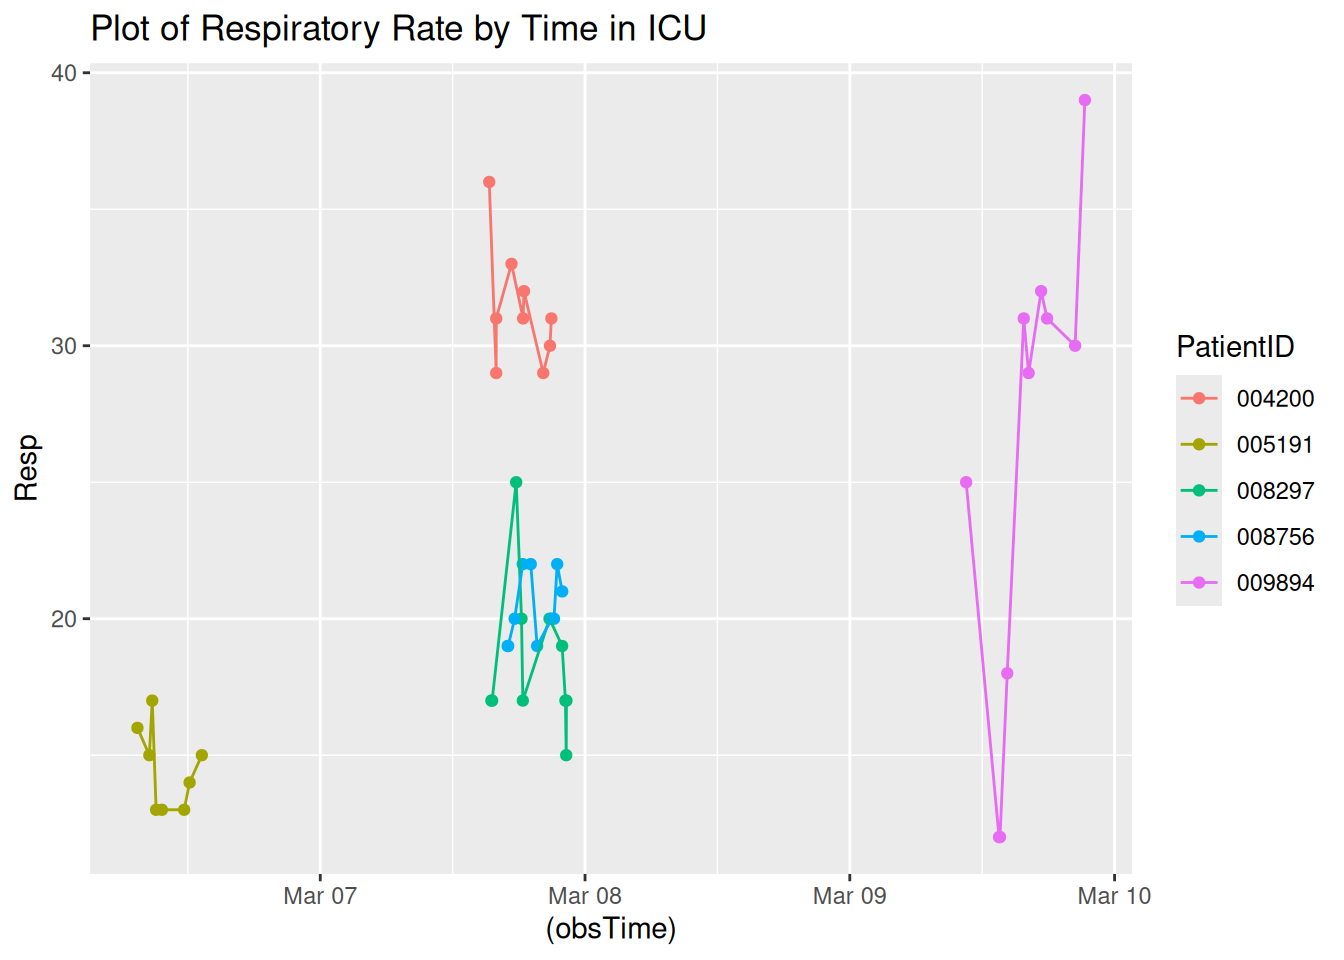 Plot of Respiratory Rate by Time in ICU
40
30
20
Resp
Mar 07
Mar 08
Mar 09
Mar 10
(obsTime)
PatientID
004200
005191
008297
008756
009894